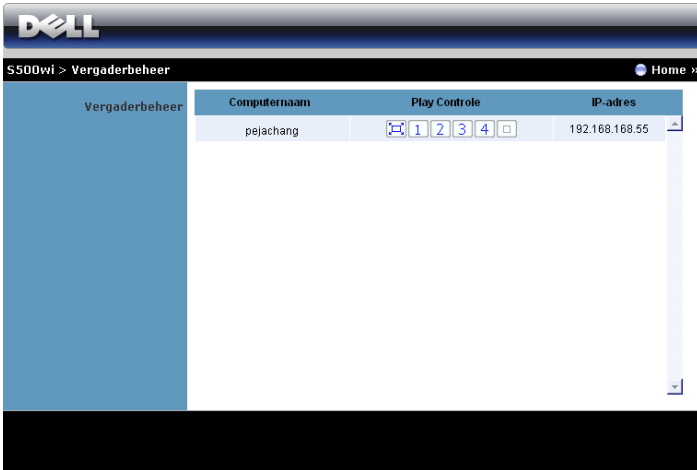 DELL
S500wi > Vergaderbeheer
Home »
Vergaderbeheer
Computernaam Play Controle IP-adres
pejachang 1 2 3 4 192.168.168.55